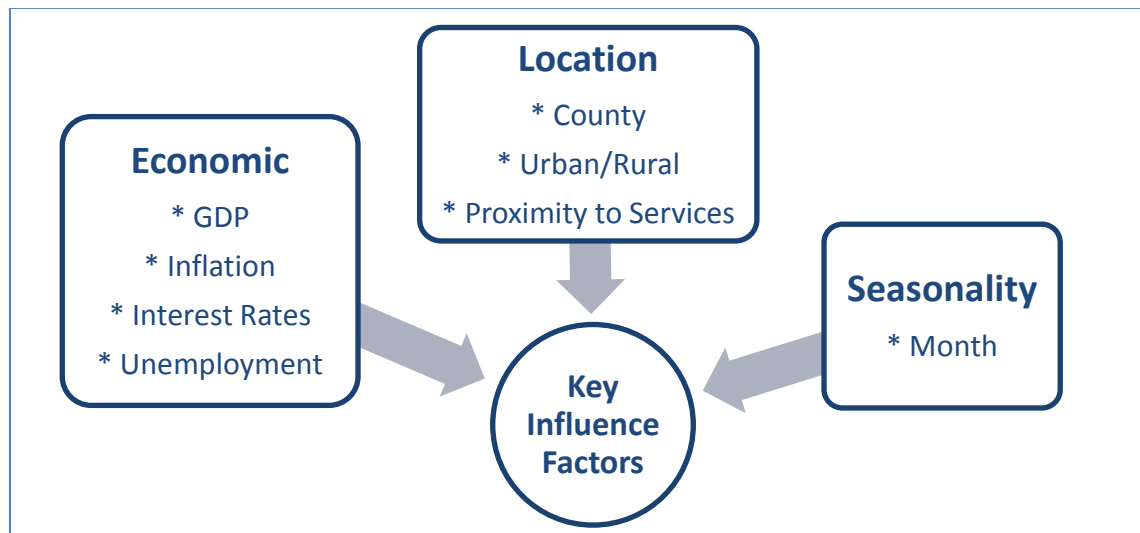 Economic
* GDP
* Inflation
* Interest Rates
* Unemployment
Location
* County
* Urban/Rural
* Proximity to Services
Seasonality
* Month
Key
Influence
Factors